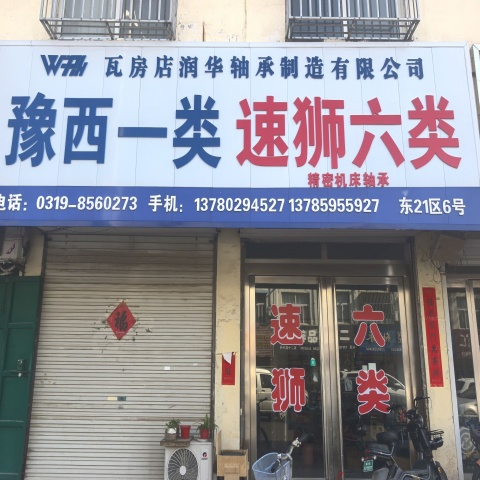 瓦房店润华轴承制造有限公司
豫西一类 速狮六类
精密机床轴承
电话：0319-8560273 手机：13780294527 13785955927 东21区6号
福
速狮 六类